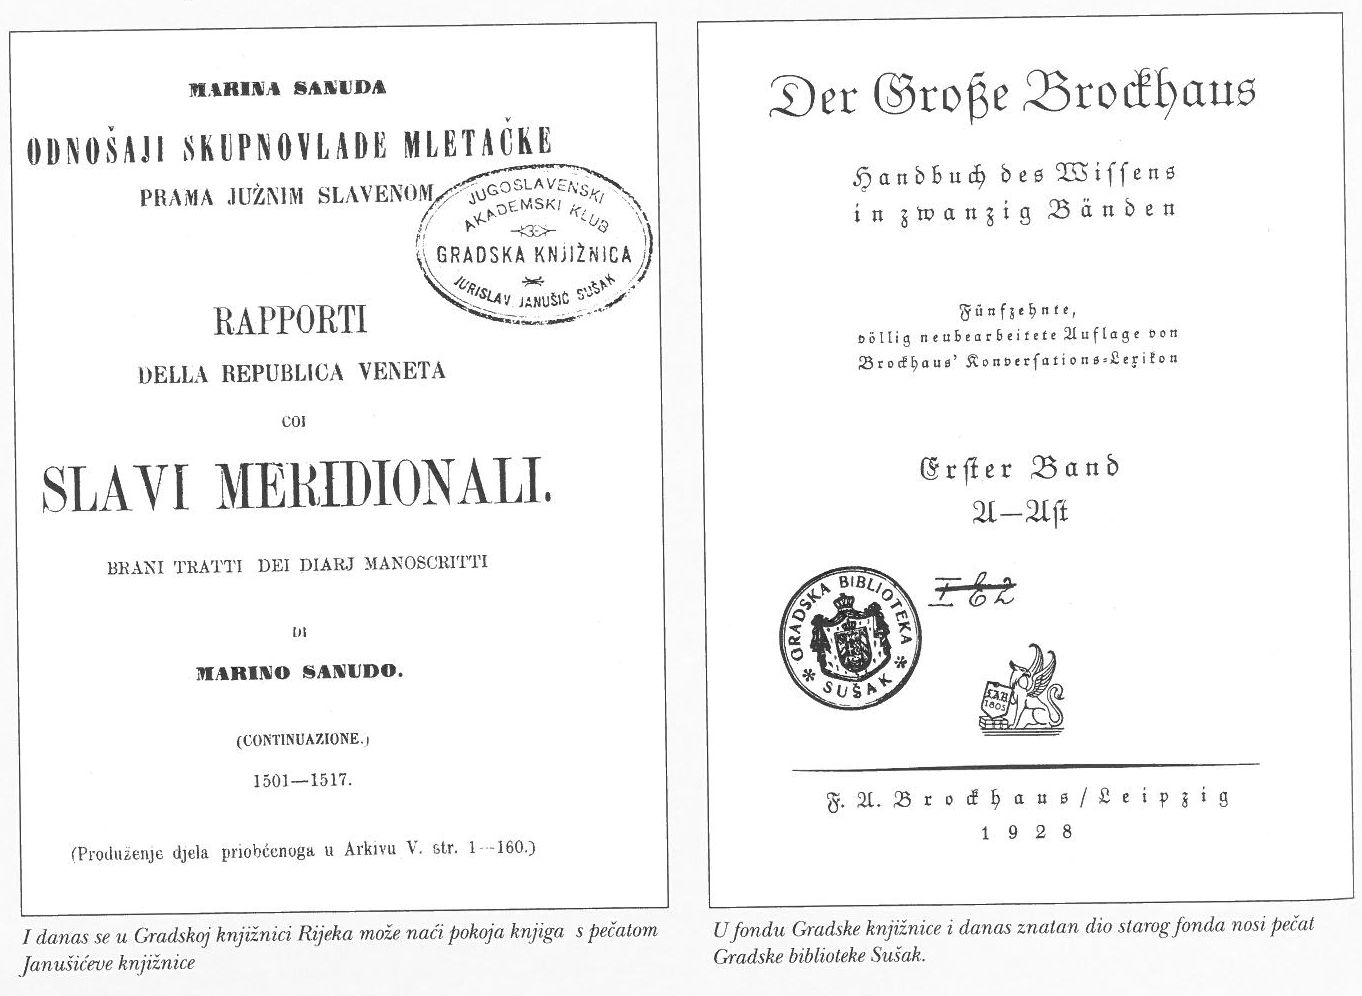 MARINA SANUDA
ODNOŠAJI SKUPNOVLADE MLETAČKE
PRAMA JUŽNIM SLAVENOM
JUGOSLAVENSKI
AKADEMSKI KLUB
GRADSKA KNJIŽNICA
JURISLAV JANUŠIĆ SUŠAK
RAPPORTI
DELLA REPUBLICA VENETA
COI
SLAVI MERIDIONALI.
BRANI TRATTI DEI DIARJ MANOSCRITTI
DI
MARINO SANUDO.
(CONTINUAZIONE.)
1501—1517.
(Produženje djela priobćenoga u Arkivu V. str. 1—160.)
I danas se u Gradskoj knjižnici Rijeka može naći pokoja knjiga s pečatom
Janušićeve knjižnice
Der Große Brockhaus
Handbuch des Wissens
in zwanzig Bänden
Fünfzehnte,
völlig neubearbeitete Auflage von
Brockhaus' Konversations=Lexikon
Erster Band
A—Ast
GRADSKA BIBLIOTEKA
* SUŠAK *
I E2
FAB
1805
F. A. Brockhaus / Leipzig
1928
U fondu Gradske knjižnice i danas znatan dio starog fonda nosi pečat
Gradske biblioteke Sušak.